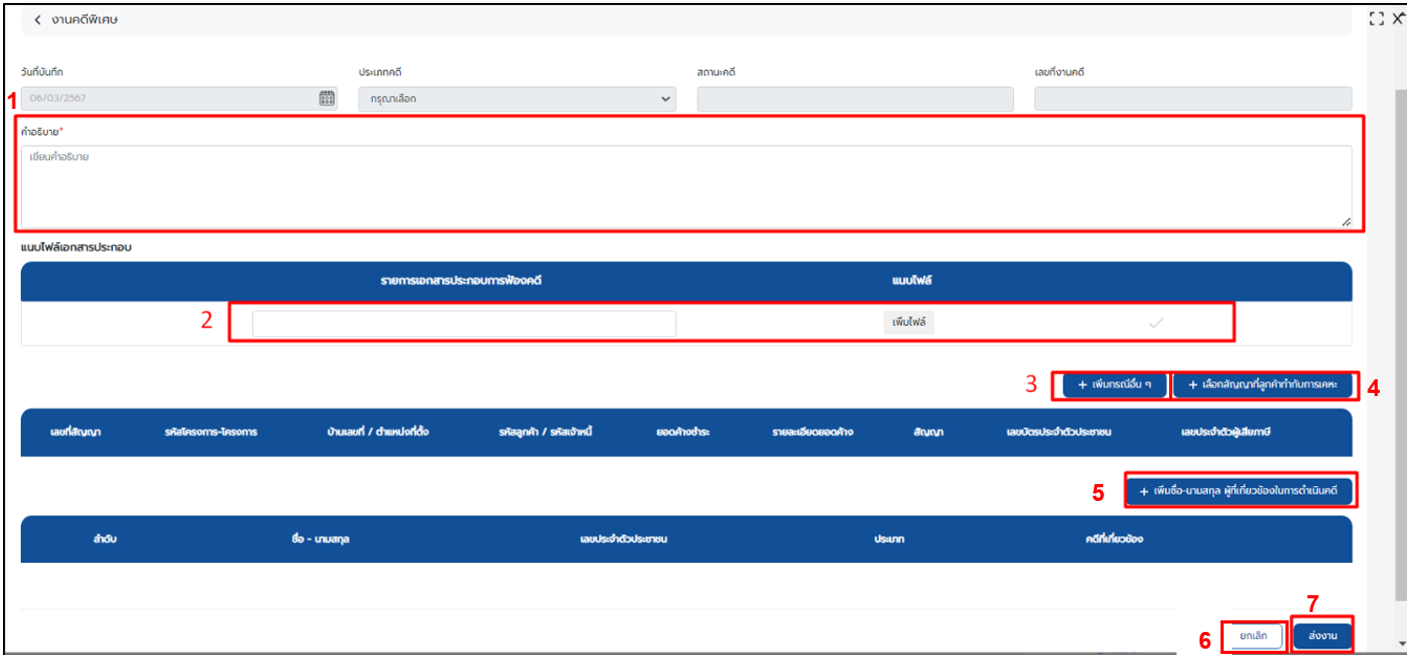 งานคดีพิเศษ
วันที่บันทึก ประเภทคดี สถานะคดี เลขที่งานคดี
1 06/03/2567 กรุณาเลือก
คำอธิบาย*
เขียนคำอธิบาย
แนบไฟล์เอกสารประกอบ
รายการเอกสารประกอบการฟ้องคดี แนบไฟล์
2 เพิ่มไฟล์
3 + เพิ่มกรณีอื่น ๆ + เลือกสัญญาที่ลูกค้าทำกับการเคหะ 4
เลขที่สัญญา รหัสโครงการ-โครงการ บ้านเลขที่ / ตำแหน่งที่ตั้ง รหัสลูกค้า / รหัสเจ้าหนี้ ยอดค้างชำระ รายละเอียดยอดค้าง สัญญา เลขบัตรประจำตัวประชาชน เลขประจำตัวผู้เสียภาษี
5 + เพิ่มชื่อ-นามสกุล ผู้ที่เกี่ยวข้องในการดำเนินคดี
ลำดับ ชื่อ - นามสกุล เลขประจำตัวประชาชน ประเภท คดีที่เกี่ยวข้อง
7
6 ยกเลิก ส่งงาน